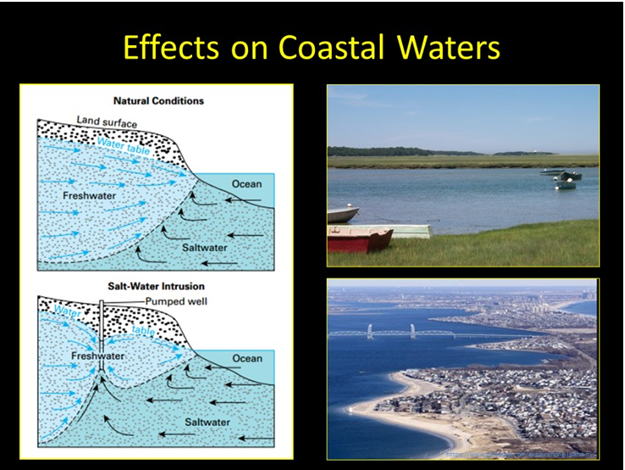 Effects on Coastal Waters
Natural Conditions
Land surface
Water table
Ocean
Freshwater
Saltwater
Salt-Water Intrusion
Pumped well
Water table
Freshwater
Ocean
Saltwater